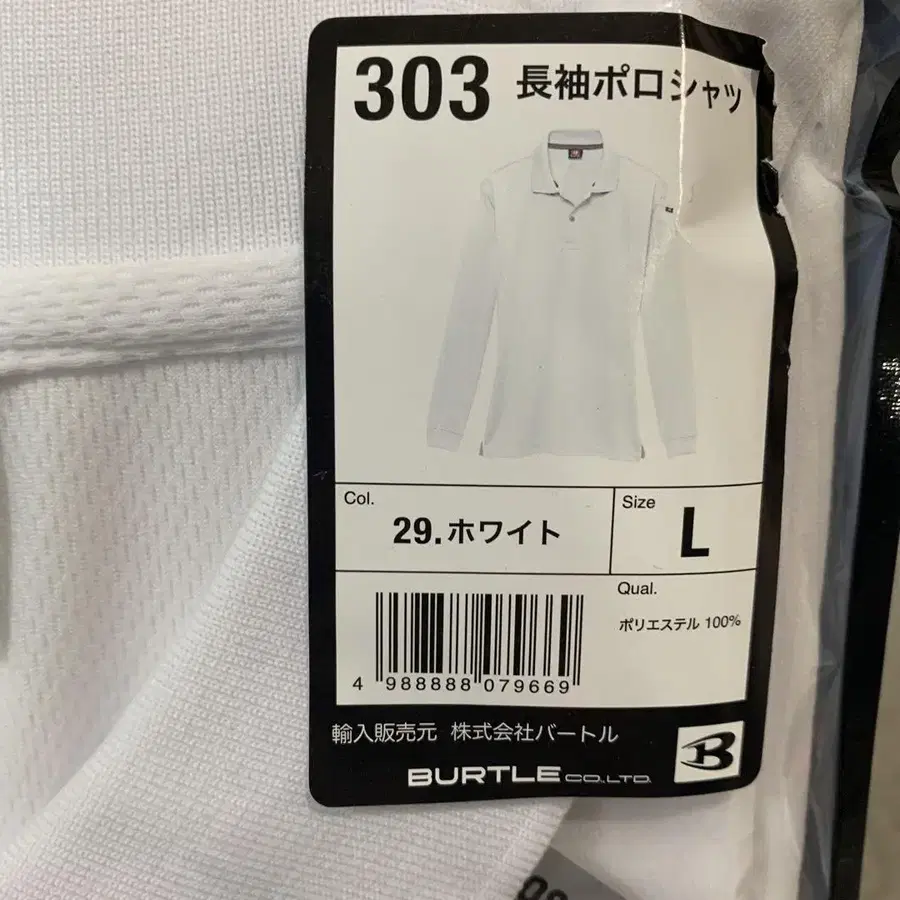 303 長袖ポロシャツ
Col.
29.ホワイト
Size
L
Qual.
ポリエステル 100%
4 988888 079669
輸入販売元 株式会社バートル
BURTLE CO.,LTD.
B